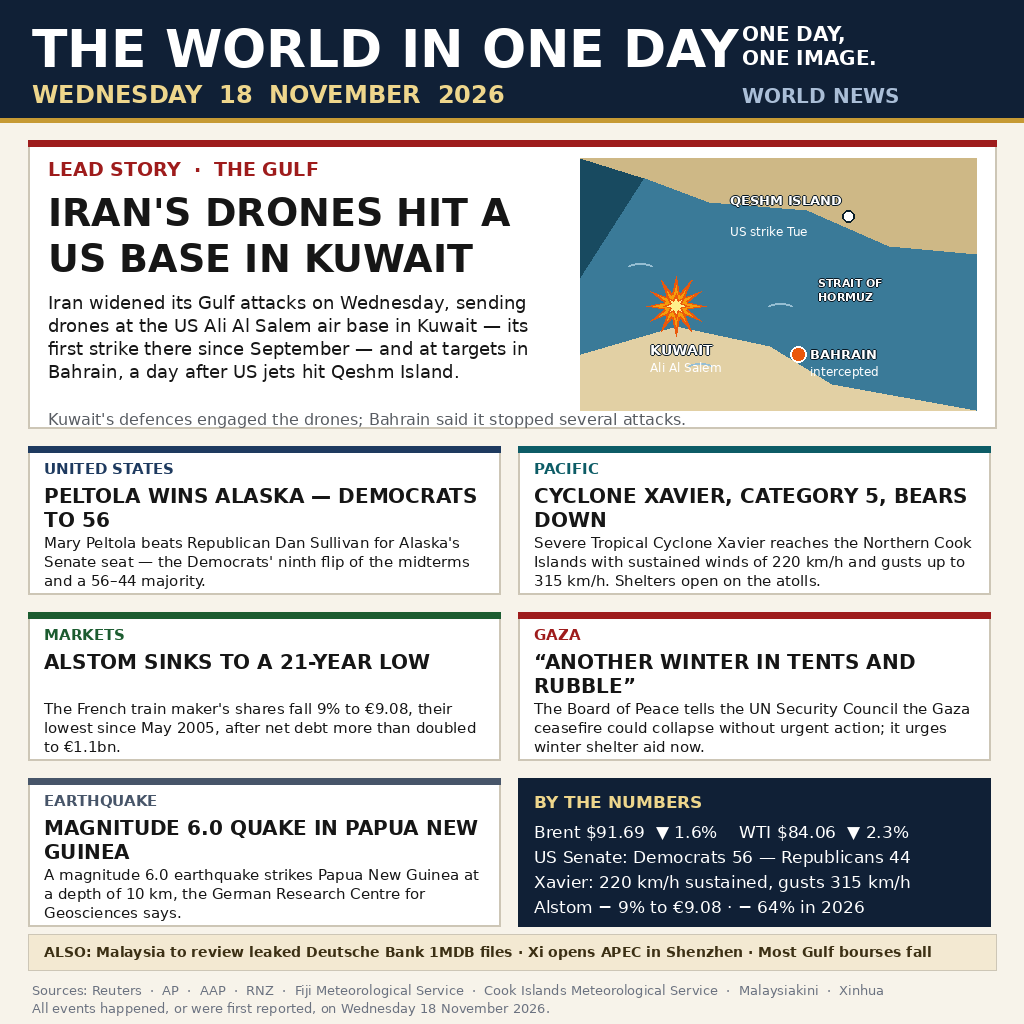 THE WORLD IN ONE DAY
ONE DAY,
ONE IMAGE.
WEDNESDAY 18 NOVEMBER 2026
WORLD NEWS
LEAD STORY · THE GULF
IRAN'S DRONES HIT A
US BASE IN KUWAIT
Iran widened its Gulf attacks on Wednesday, sending
drones at the US Ali Al Salem air base in Kuwait — its
first strike there since September — and at targets in
Bahrain, a day after US jets hit Qeshm Island.
Kuwait's defences engaged the drones; Bahrain said it stopped several attacks.
QESHM ISLAND
US strike Tue
STRAIT OF
HORMUZ
KUWAIT
Ali Al Salem
BAHRAIN
intercepted
UNITED STATES
PELTOLA WINS ALASKA — DEMOCRATS
TO 56
Mary Peltola beats Republican Dan Sullivan for Alaska's
Senate seat — the Democrats' ninth flip of the midterms
and a 56–44 majority.
PACIFIC
CYCLONE XAVIER, CATEGORY 5, BEARS
DOWN
Severe Tropical Cyclone Xavier reaches the Northern Cook
Islands with sustained winds of 220 km/h and gusts up to
315 km/h. Shelters open on the atolls.
MARKETS
ALSTOM SINKS TO A 21-YEAR LOW
The French train maker's shares fall 9% to €9.08, their
lowest since May 2005, after net debt more than doubled
to €1.1bn.
GAZA
“ANOTHER WINTER IN TENTS AND
RUBBLE”
The Board of Peace tells the UN Security Council the Gaza
ceasefire could collapse without urgent action; it urges
winter shelter aid now.
EARTHQUAKE
MAGNITUDE 6.0 QUAKE IN PAPUA NEW
GUINEA
A magnitude 6.0 earthquake strikes Papua New Guinea at
a depth of 10 km, the German Research Centre for
Geosciences says.
BY THE NUMBERS
Brent $91.69 ▼ 1.6% WTI $84.06 ▼ 2.3%
US Senate: Democrats 56 — Republicans 44
Xavier: 220 km/h sustained, gusts 315 km/h
Alstom − 9% to €9.08 · − 64% in 2026
ALSO: Malaysia to review leaked Deutsche Bank 1MDB files · Xi opens APEC in Shenzhen · Most Gulf bourses fall
Sources: Reuters · AP · AAP · RNZ · Fiji Meteorological Service · Cook Islands Meteorological Service · Malaysiakini · Xinhua
All events happened, or were first reported, on Wednesday 18 November 2026.